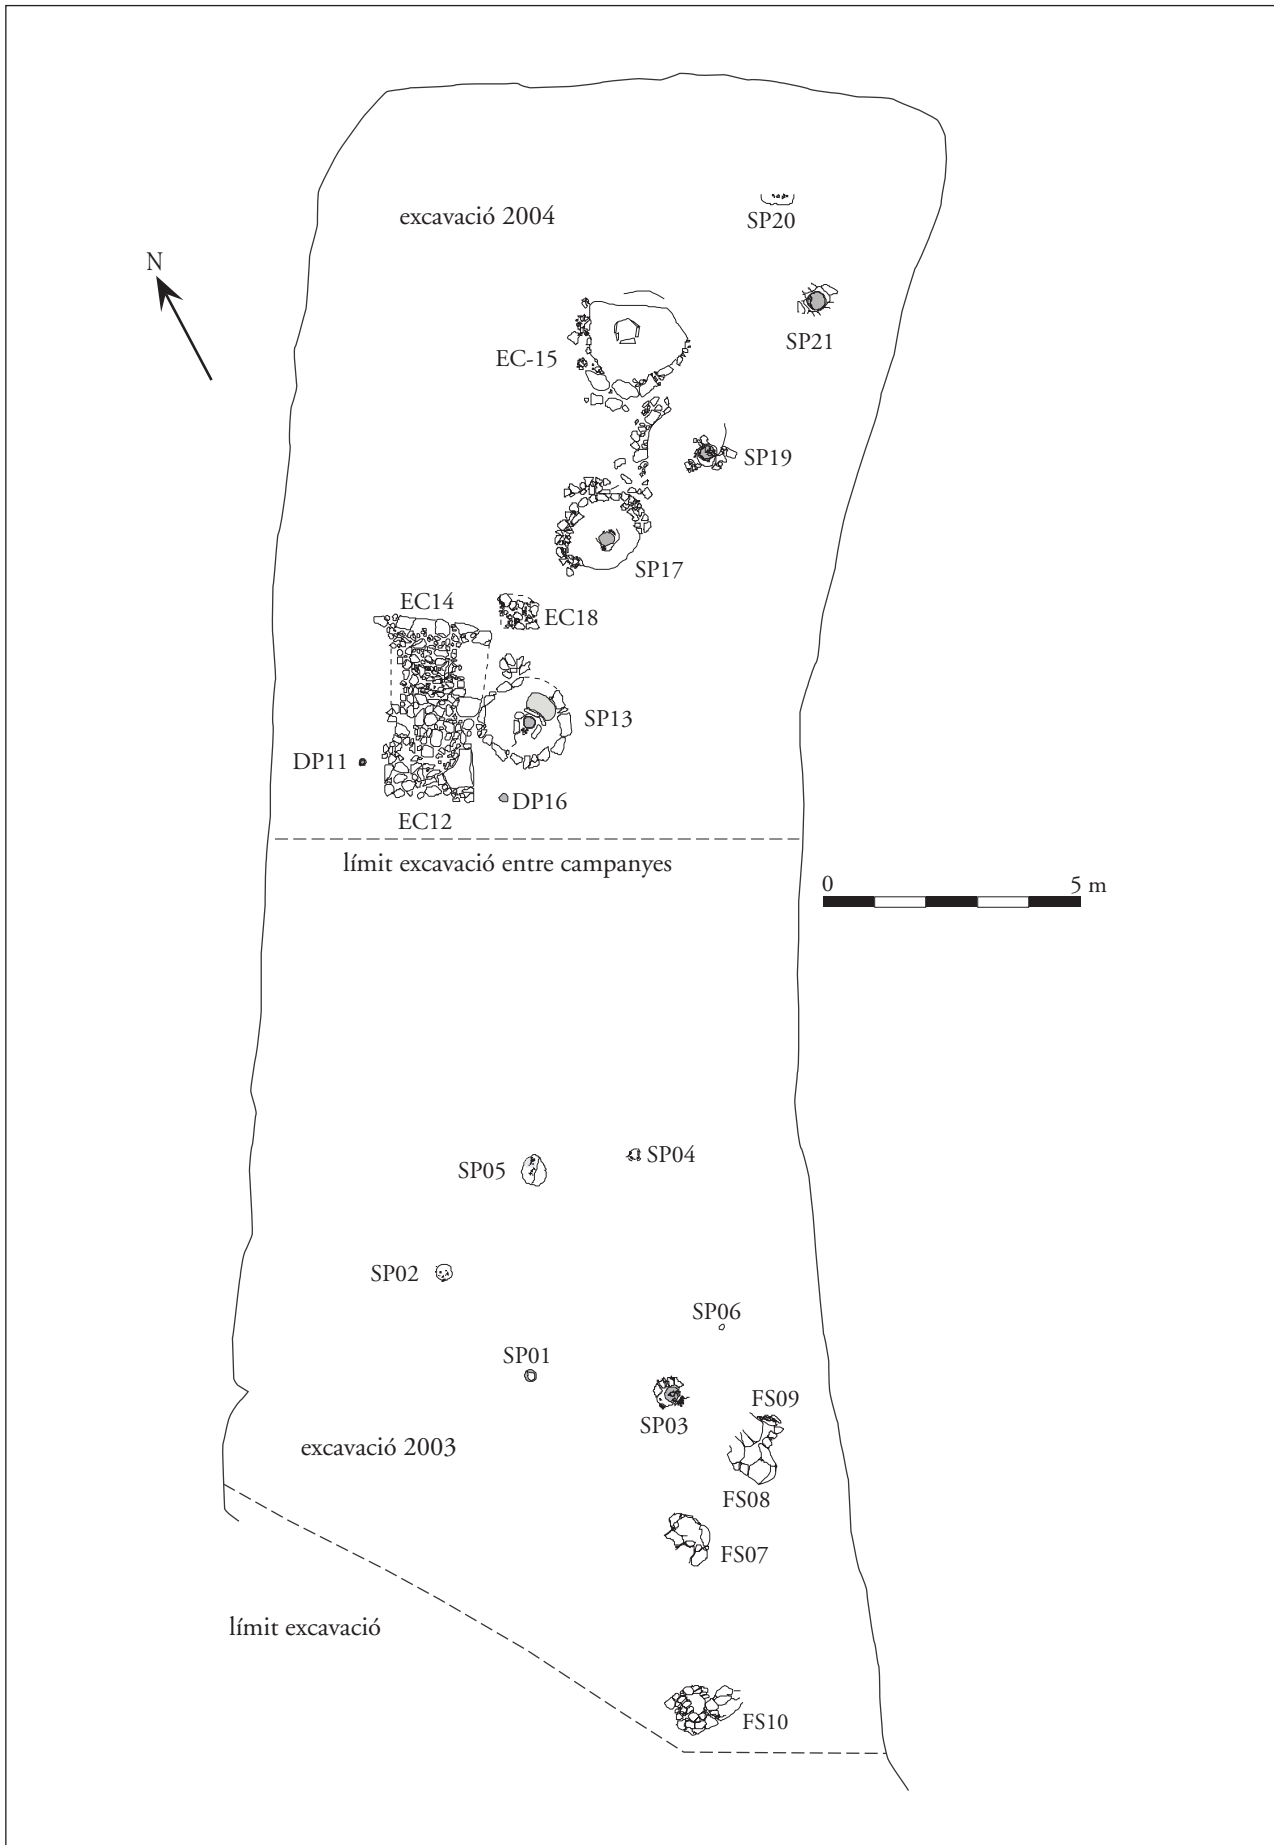 excavació 2004
SP20
N
SP21
EC-15
SP19
SP17
EC14
EC18
SP13
DP11
DP16
EC12
límit excavació entre campanyes
0 5 m
SP04
SP05
SP02
SP06
SP01
FS09
SP03
excavació 2003
FS08
FS07
límit excavació
FS10